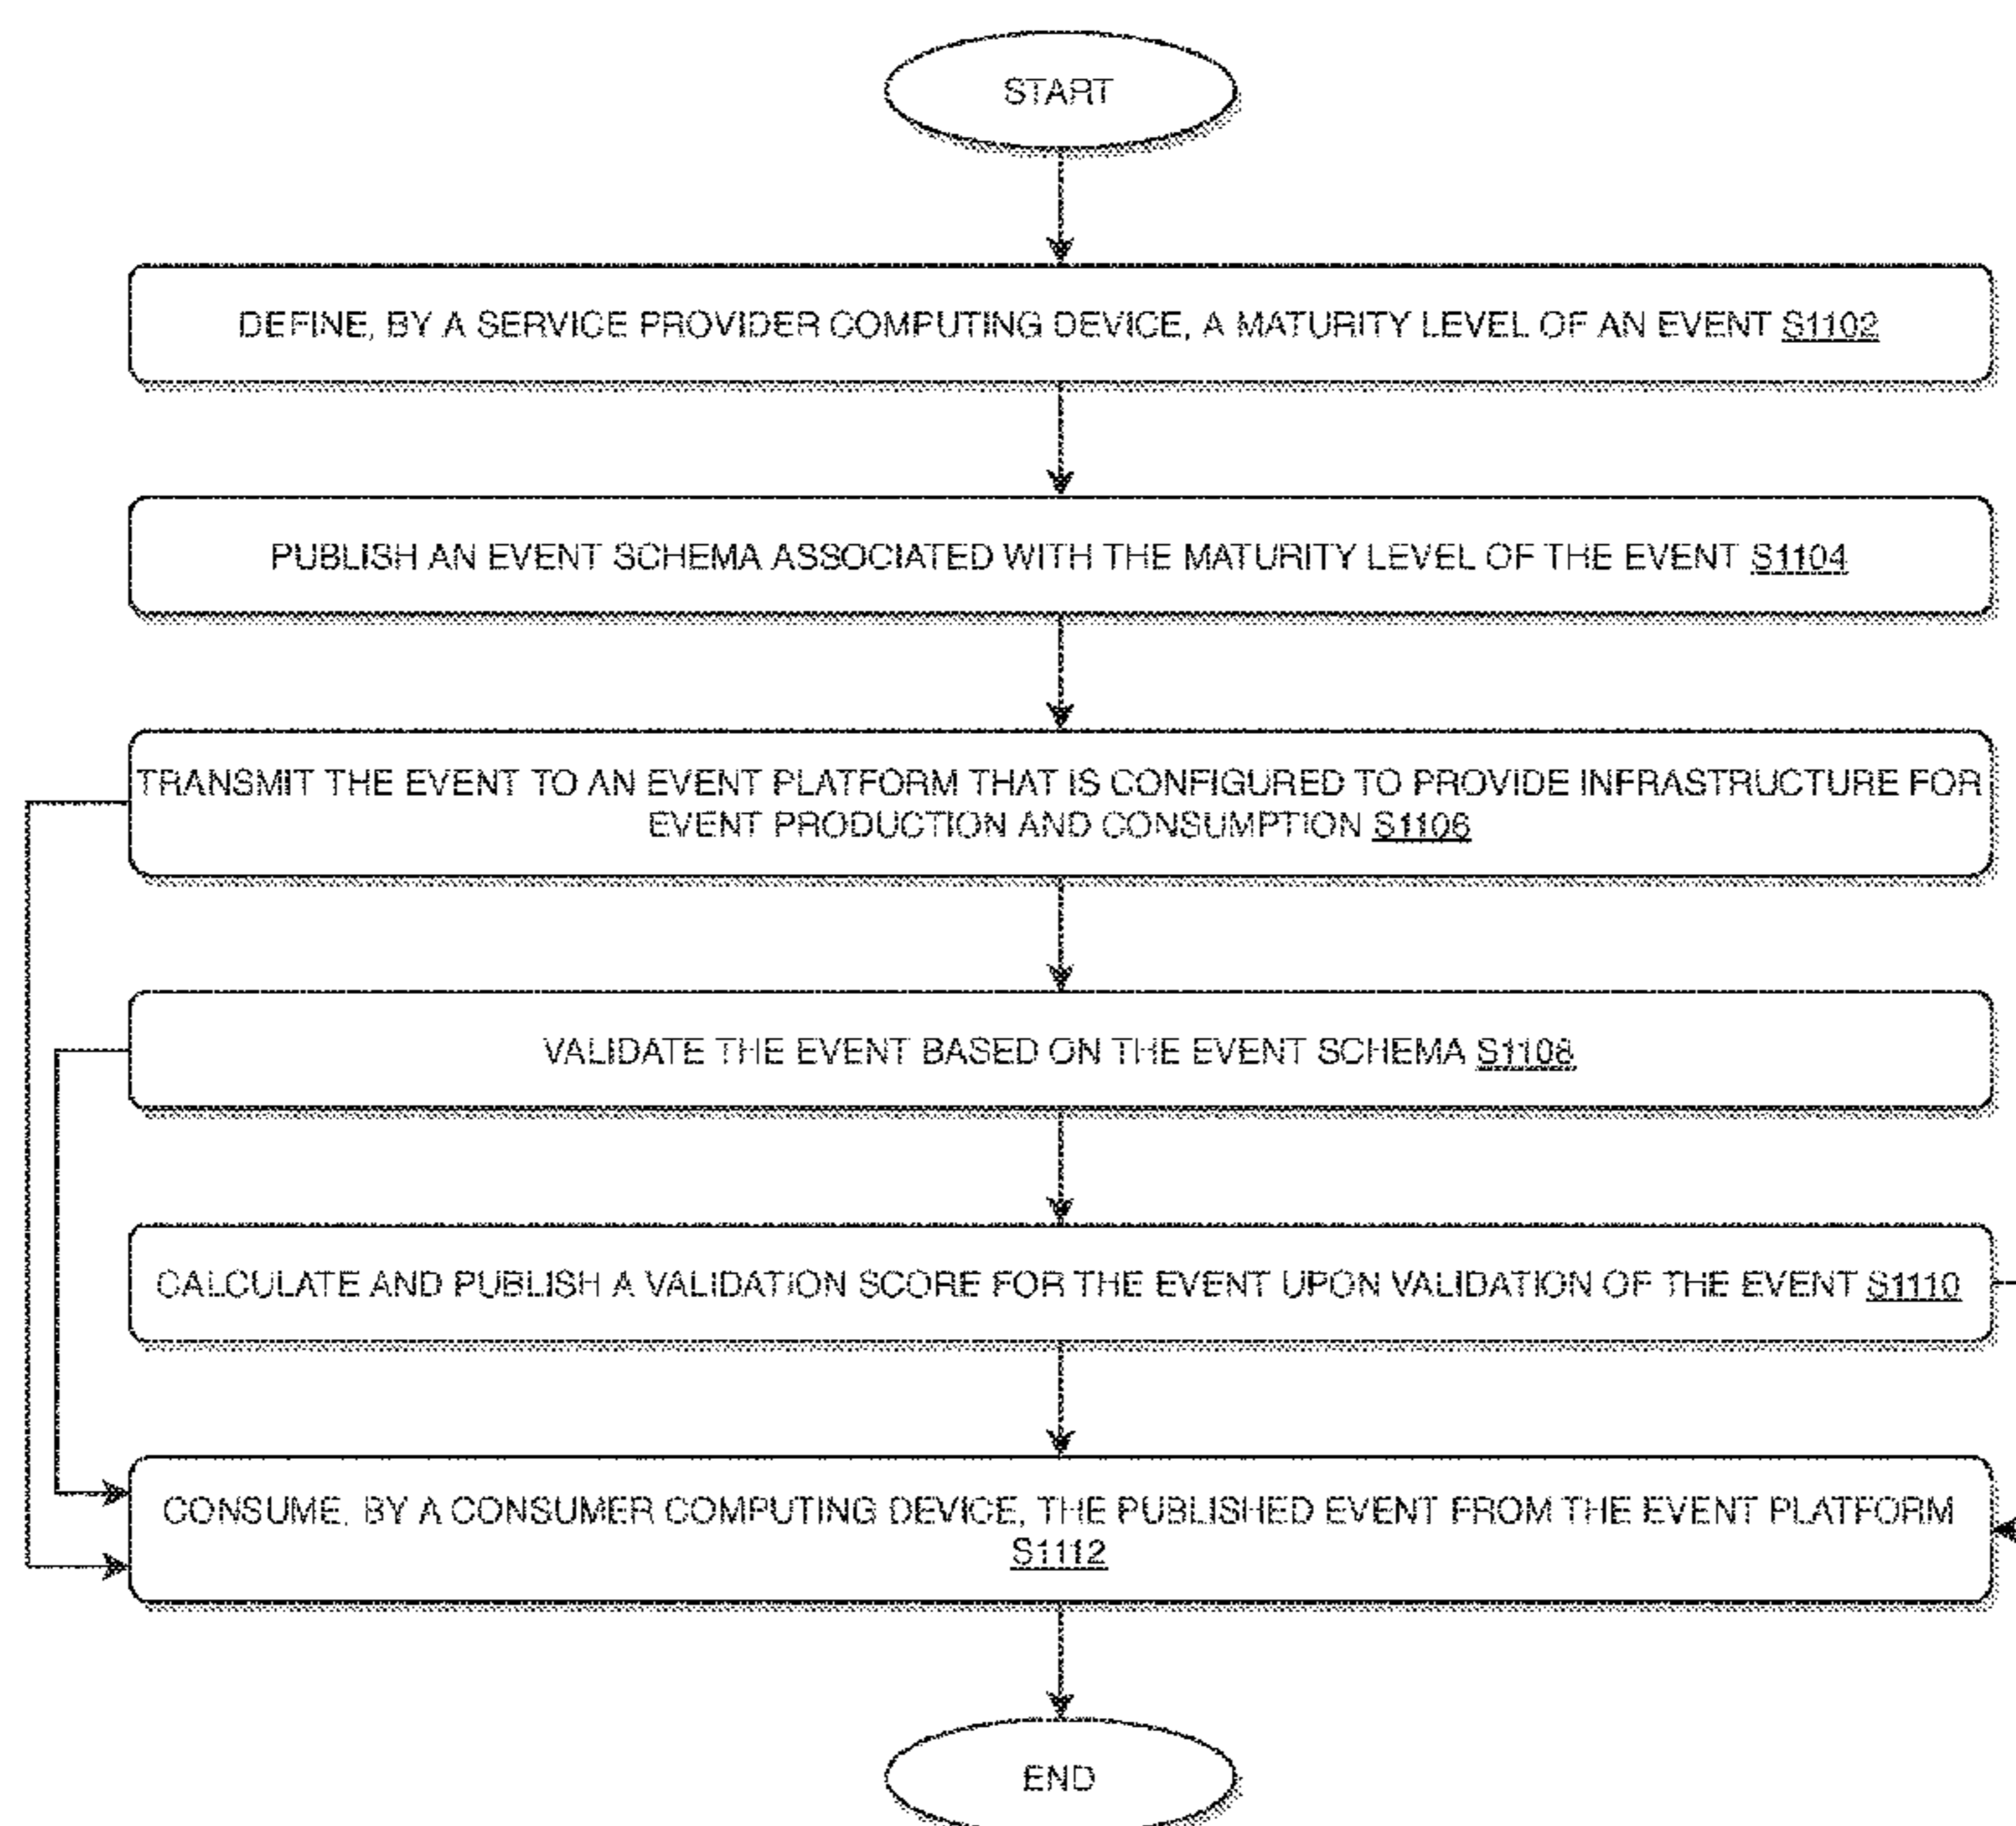 START
DEFINE, BY A SERVICE PROVIDER COMPUTING DEVICE, A MATURITY LEVEL OF AN EVENT S1102
PUBLISH AN EVENT SCHEMA ASSOCIATED WITH THE MATURITY LEVEL OF THE EVENT S1104
TRANSMIT THE EVENT TO AN EVENT PLATFORM THAT IS CONFIGURED TO PROVIDE INFRASTRUCTURE FOR
EVENT PRODUCTION AND CONSUMPTION S1106
VALIDATE THE EVENT BASED ON THE EVENT SCHEMA S1108
CALCULATE AND PUBLISH A VALIDATION SCORE FOR THE EVENT UPON VALIDATION OF THE EVENT S1110
CONSUME, BY A CONSUMER COMPUTING DEVICE, THE PUBLISHED EVENT FROM THE EVENT PLATFORM
S1112
END